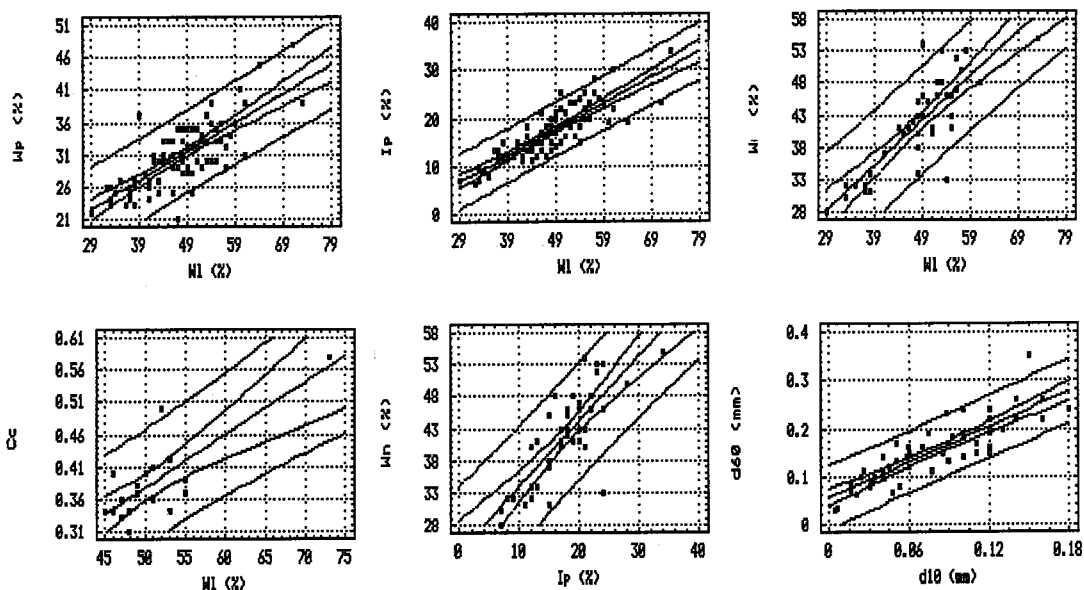 51
46
41
36
31
26
21
Wp (%)
29 39 49 59 69 79
Wl (%)
40
30
20
10
0
Ip (%)
29 39 49 59 69 79
Wl (%)
58
53
48
43
38
33
28
(%)
29 39 49 59 69 79
Wl (%)
0.61
0.56
0.51
0.46
0.41
0.36
0.31
Cc
45 50 55 60 65 70 75
Wl (%)
58
53
48
43
38
33
28
Wn (%)
0 10 20 30 40
Ip (%)
0.4
0.3
0.2
0.1
0
d60 (mm)
0 0.06 0.12 0.18
d10 (mm)